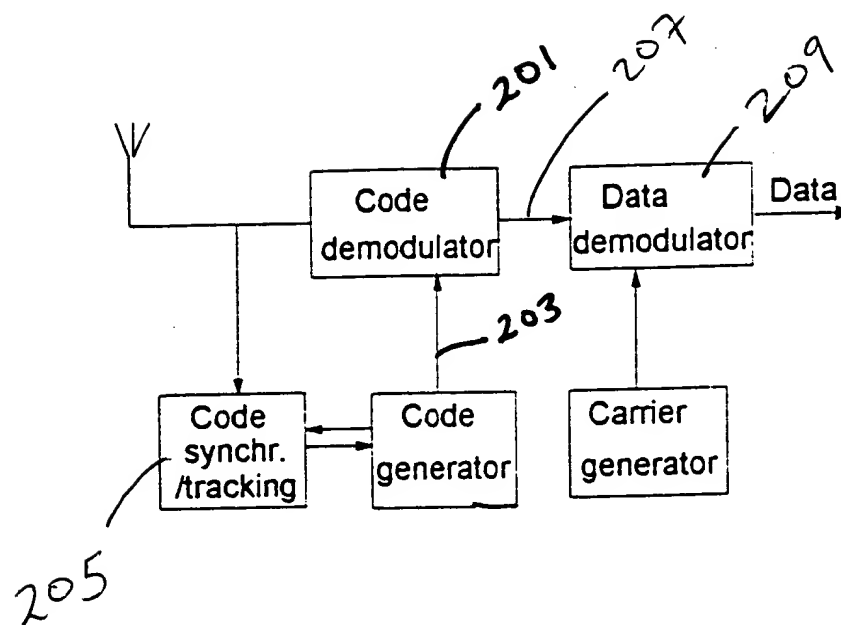 201
207
209
Code
demodulator
Data
demodulator
Data
203
Code
synchr.
/tracking
Code
generator
Carrier
generator
205